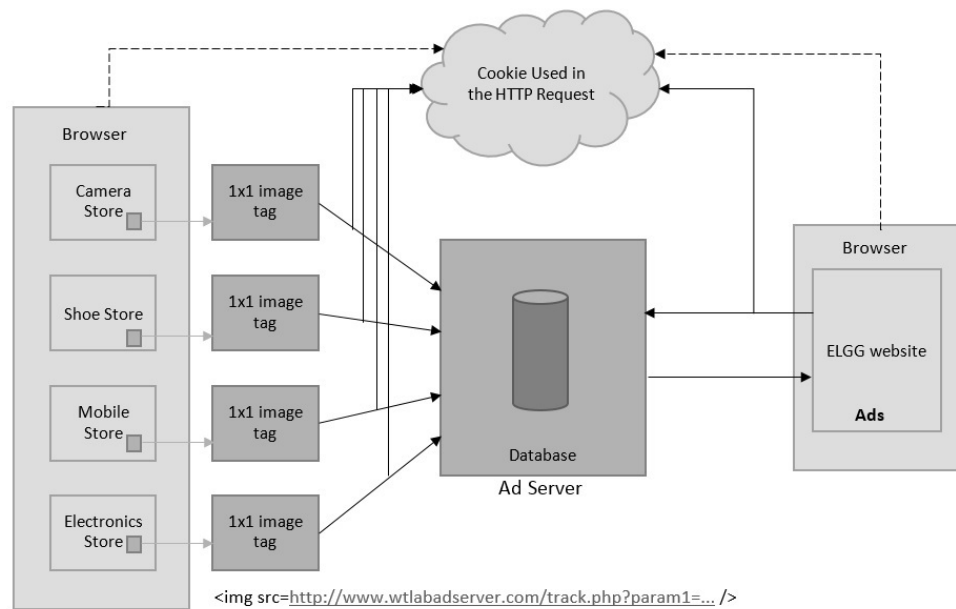 Cookie Used in
the HTTP Request
Browser
Camera
Store
1x1 image
tag
Shoe Store
1x1 image
tag
Mobile
Store
1x1 image
tag
Electronics
Store
1x1 image
tag
Database
Ad Server
Browser
ELGG website
Ads
<img src=http://www.wtlabadserver.com/track.php?param1=... />